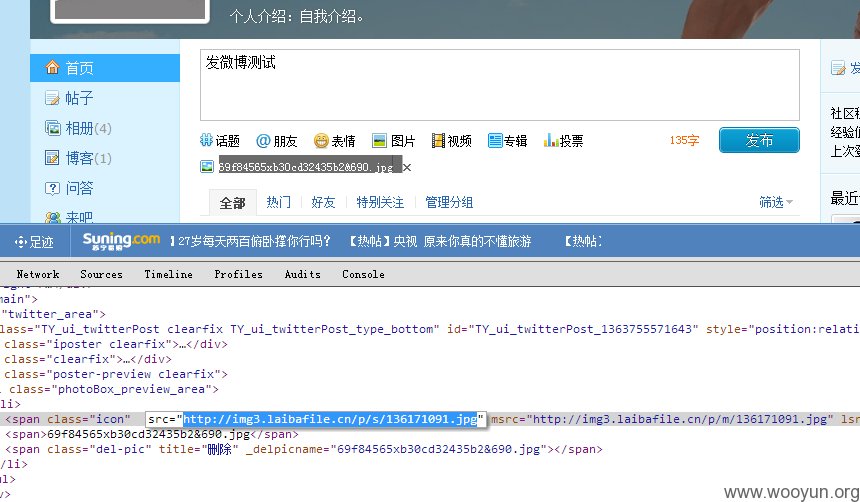 个人介绍：自我介绍。
首页
帖子
相册(4)
博客(1)
问答
来吧
发微博测试
话题 @朋友 表情 图片 视频 专辑 投票 135字 发布
69f84565xb30cd32435b2&690.jpg ×
全部 热门 好友 特别关注 管理分组 筛选
社区积
经验值
上次登
最近
足迹 Suning.com 苏宁易购 】27岁每天两百俯卧撑你行吗? 【热帖】央视 原来你真的不懂旅游 【热帖】
Network Sources Timeline Profiles Audits Console
main">
"twitter_area">
lass="TY_ui_twitterPost clearfix TY_ui_twitterPost_type_bottom" id="TY_ui_twitterPost_1363755571643" style="position:relati
class="iposter clearfix">…</div>
class="clearfix">…</div>
class="poster-preview clearfix">
class="photoBox_preview_area">
li>
<span class="icon" src="http://img3.laibafile.cn/p/s/136171091.jpg" msrc="http://img3.laibafile.cn/p/m/136171091.jpg" lsr
<span>69f84565xb30cd32435b2&690.jpg</span>
<span class="del-pic" title="删除" _delpicname="69f84565xb30cd32435b2&690.jpg"></span>
/li>
ul>
v>
www.wooyun.org